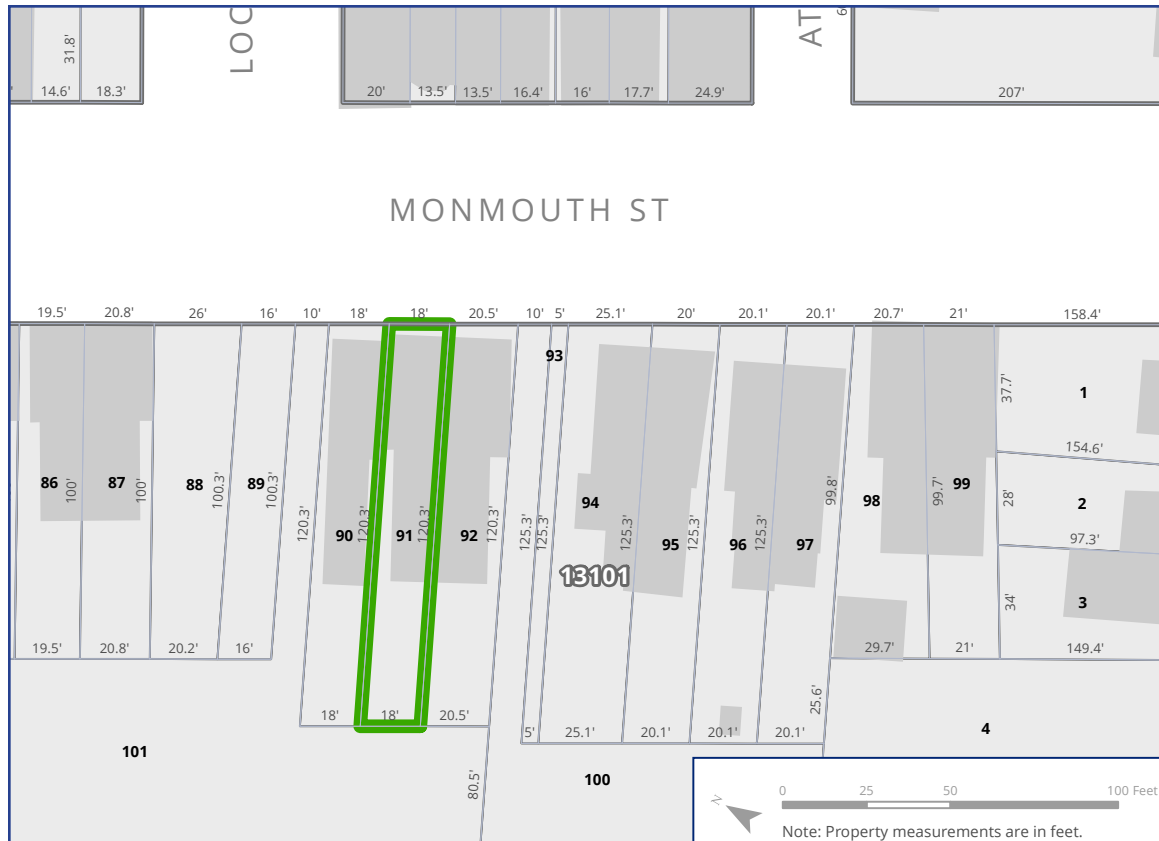 LOC
AT
31.8'
14.6' 18.3'
20' 13.5' 13.5' 16.4' 16' 17.7' 24.9'
207'
MONMOUTH ST
19.5' 20.8' 26' 16' 10' 18' 18' 20.5' 10' 5' 25.1' 20' 20.1' 20.1' 20.7' 21' 158.4'
93
37.7'
1
154.6'
86 100' 87 100' 88 100.3' 89 100.3' 99.8' 98 99.7' 99
28' 2
94
120.3' 90 120.3' 91 120.3' 92 120.3' 125.3' 125.3' 125.3' 95 125.3' 96 125.3' 97
97.3'
13101
34' 3
19.5' 20.8' 20.2' 16' 29.7' 21' 149.4'
25.6'
18' 18' 20.5' 5' 25.1' 20.1' 20.1' 20.1'
4
101
80.5'
100
N
0 25 50 100 Feet
Note: Property measurements are in feet.